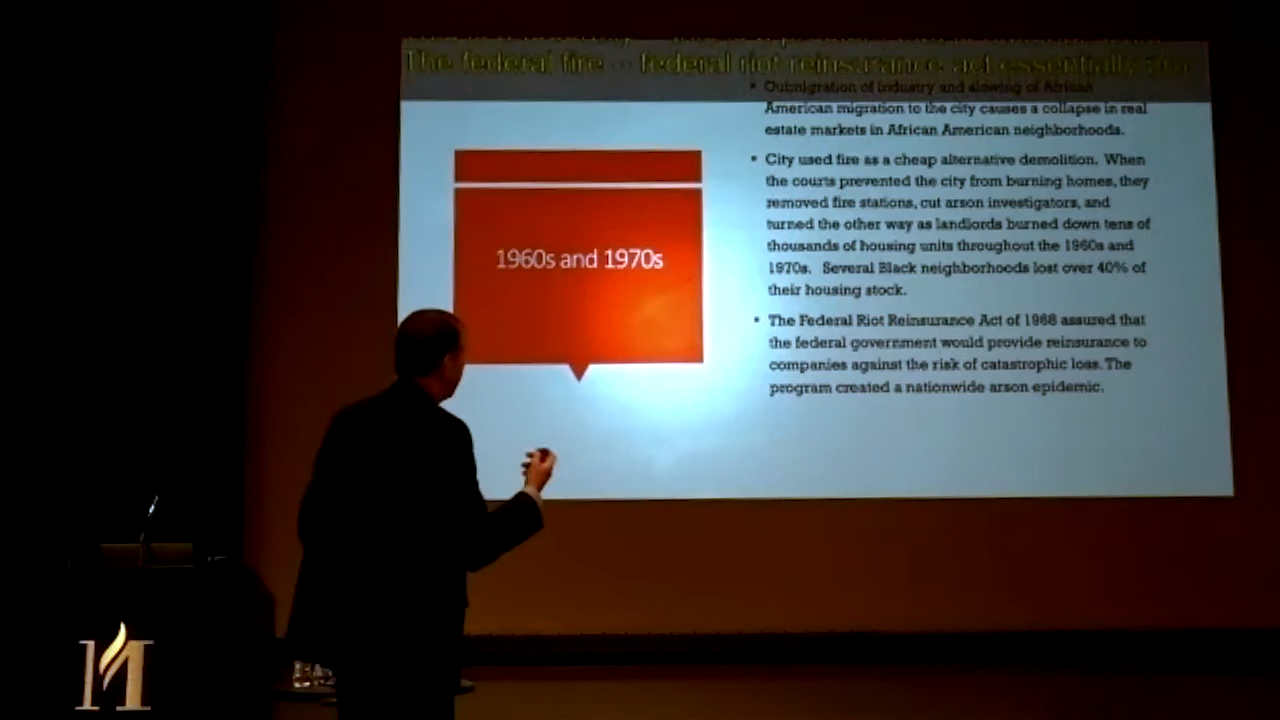 The federal fire -- federal riot reinsurance act essentially
• Outmigration of industry and slowing of African
American migration to the city causes a collapse in real
estate markets in African American neighborhoods.
• City used fire as a cheap alternative demolition. When
the courts prevented the city from burning homes, they
removed fire stations, cut arson investigators, and
turned the other way as landlords burned down tens of
thousands of housing units throughout the 1960s and
1970s. Several Black neighborhoods lost over 40% of
their housing stock.
1960s and 1970s
• The Federal Riot Reinsurance Act of 1968 assured that
the federal government would provide reinsurance to
companies against the risk of catastrophic loss. The
program created a nationwide arson epidemic.
M